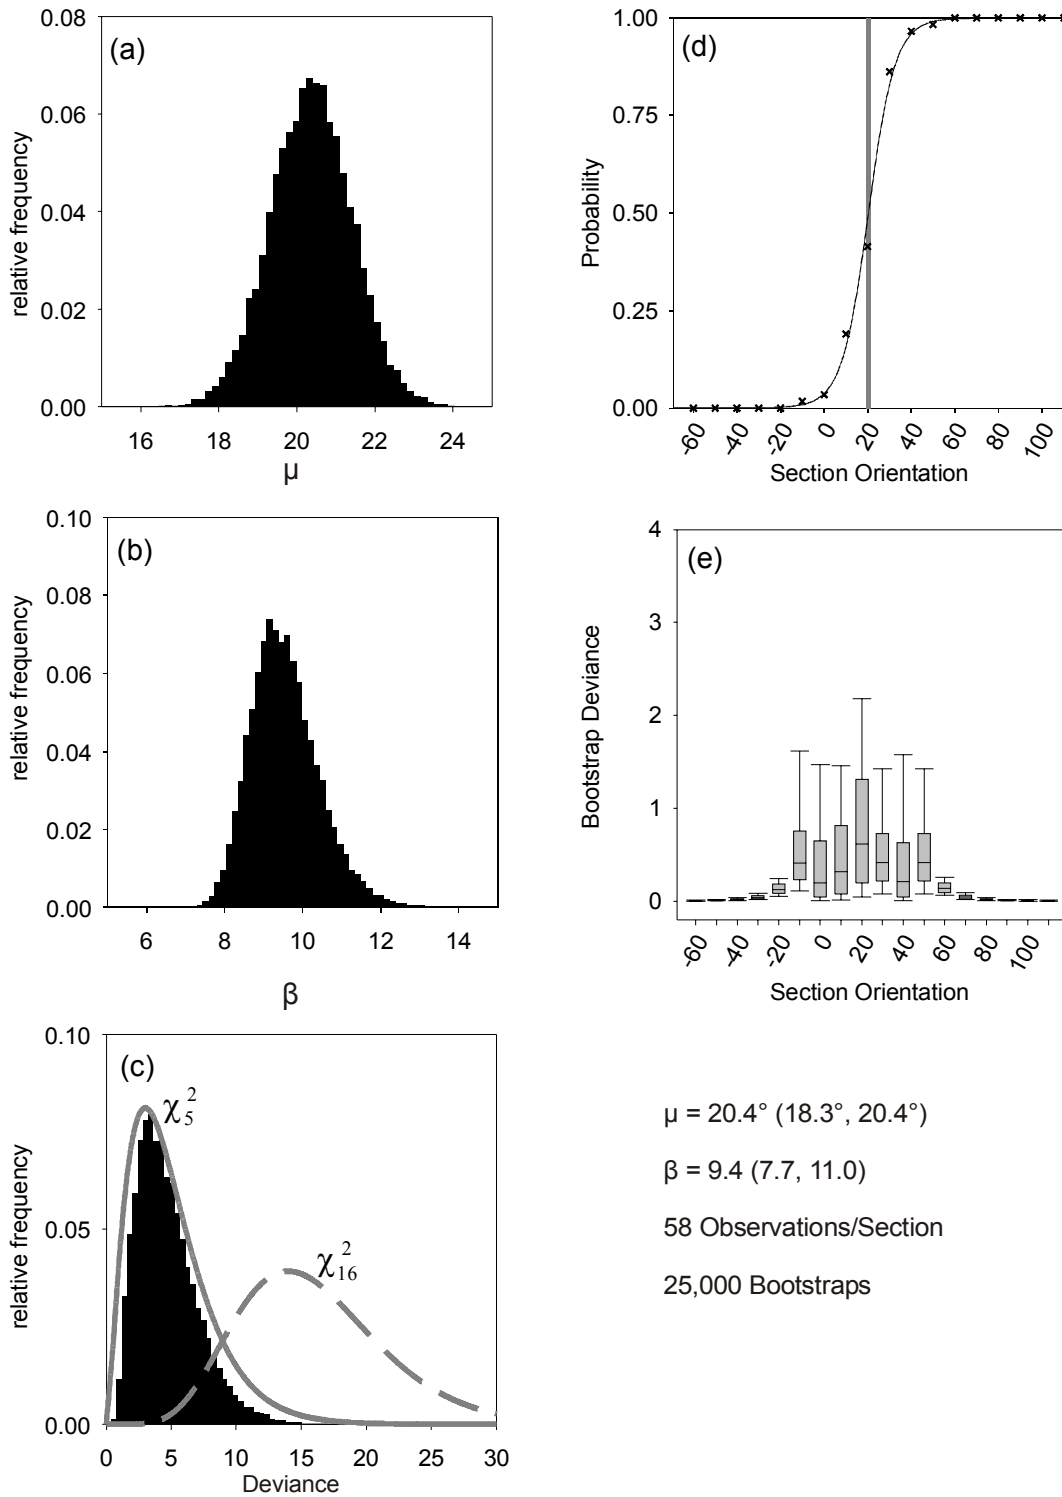 (a)
relative frequency
0.08
0.06
0.04
0.02
0.00
16 18 20 22 24
μ
(d)
Probability
1.00
0.75
0.50
0.25
0.00
-60 -40 -20 0 20 40 60 80 100
Section Orientation
(b)
relative frequency
0.10
0.08
0.06
0.04
0.02
0.00
6 8 10 12 14
β
(e)
Bootstrap Deviance
4
3
2
1
0
-60 -40 -20 0 20 40 60 80 100
Section Orientation
(c)
relative frequency
0.10
0.05
0.00
χ²₅
χ²₁₆
0 5 10 15 20 25 30
Deviance
μ = 20.4° (18.3°, 20.4°)
β = 9.4 (7.7, 11.0)
58 Observations/Section
25,000 Bootstraps